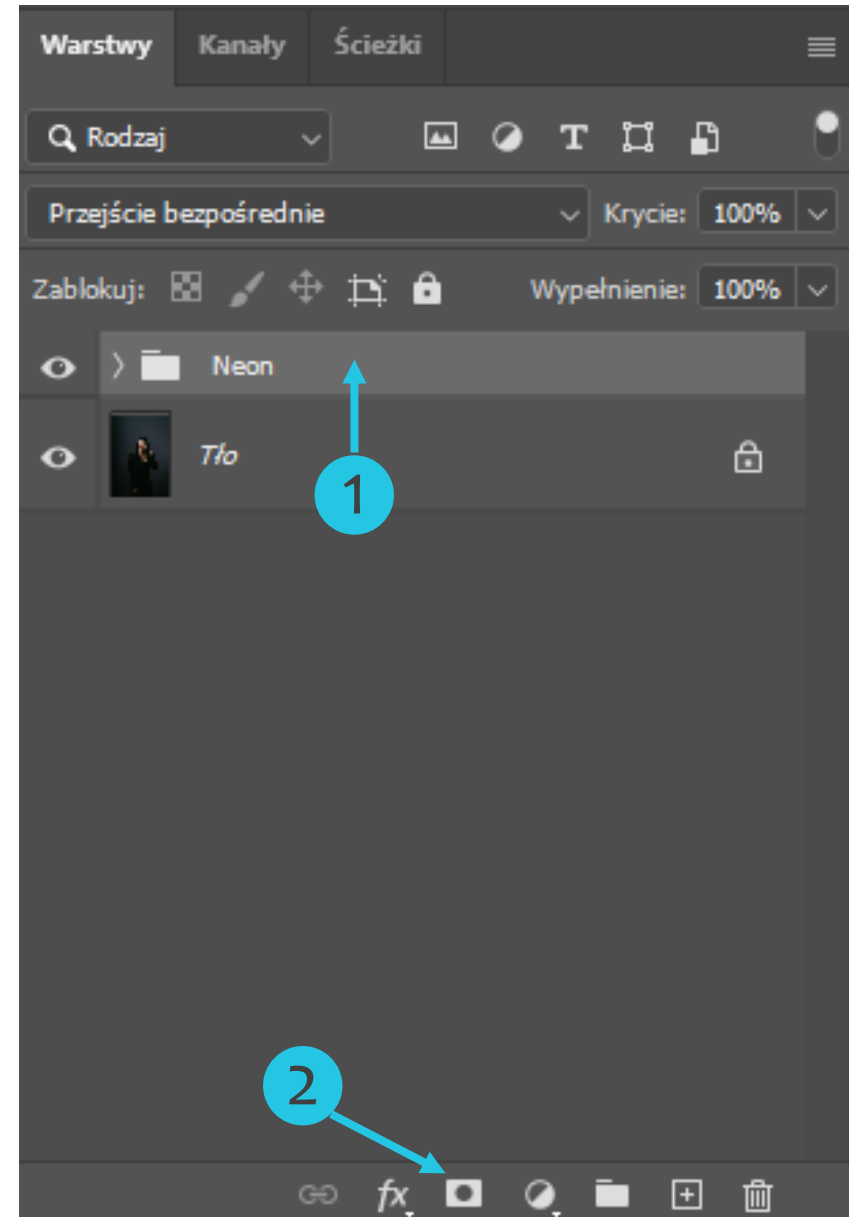 Warstwy Kanały Ścieżki
Rodzaj T
Przejście bezpośrednie Krycie: 100%
Zablokuj: Wypełnienie: 100%
Neon
Tło
1
2
fx